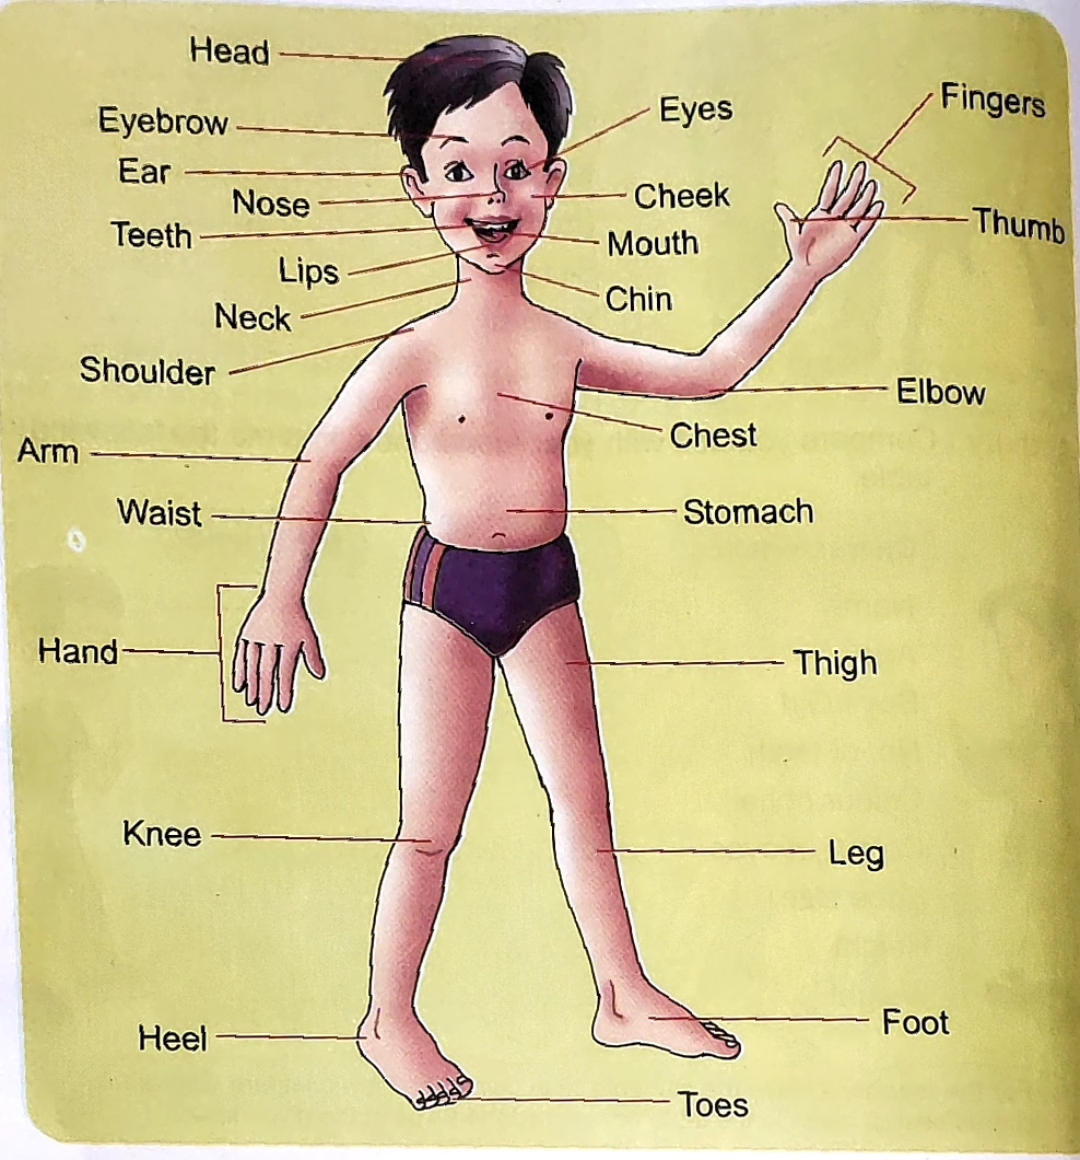 Head
Fingers
Eyes
Eyebrow
Ear
Cheek
Nose
Thumb
Teeth
Mouth
Lips
Chin
Neck
Shoulder
Elbow
Chest
Arm
Waist
Stomach
Hand
Thigh
Knee
Leg
Foot
Heel
Toes